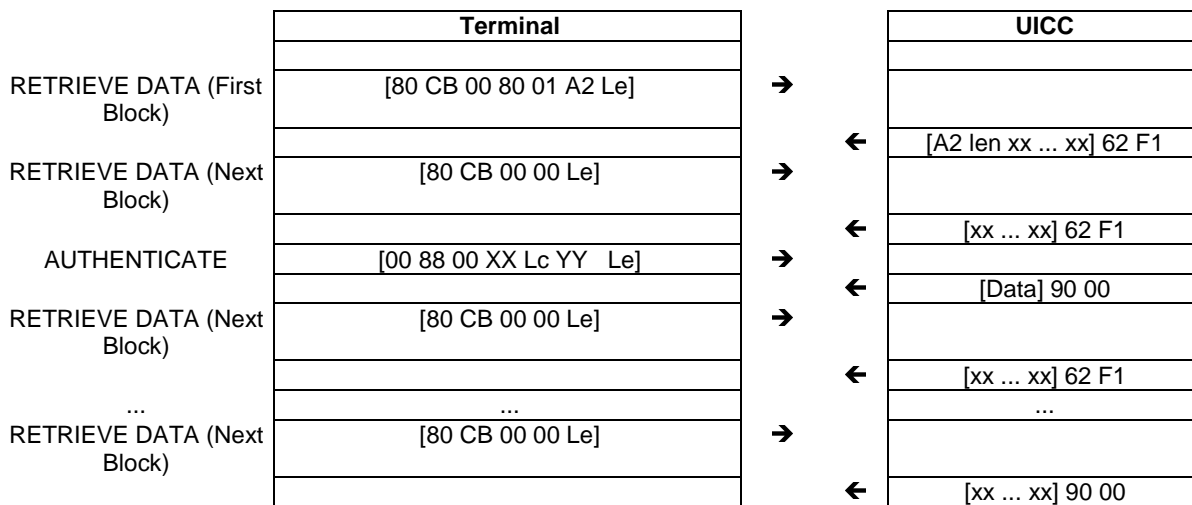 Terminal UICC
RETRIEVE DATA (First [80 CB 00 80 01 A2 Le] ➔
Block)
🡨 [A2 len xx ... xx] 62 F1
RETRIEVE DATA (Next [80 CB 00 00 Le] ➔
Block)
🡨 [xx ... xx] 62 F1
AUTHENTICATE [00 88 00 XX Lc YY Le] ➔
🡨 [Data] 90 00
RETRIEVE DATA (Next [80 CB 00 00 Le] ➔
Block)
🡨 [xx ... xx] 62 F1
... ... ...
RETRIEVE DATA (Next [80 CB 00 00 Le] ➔
Block)
🡨 [xx ... xx] 90 00